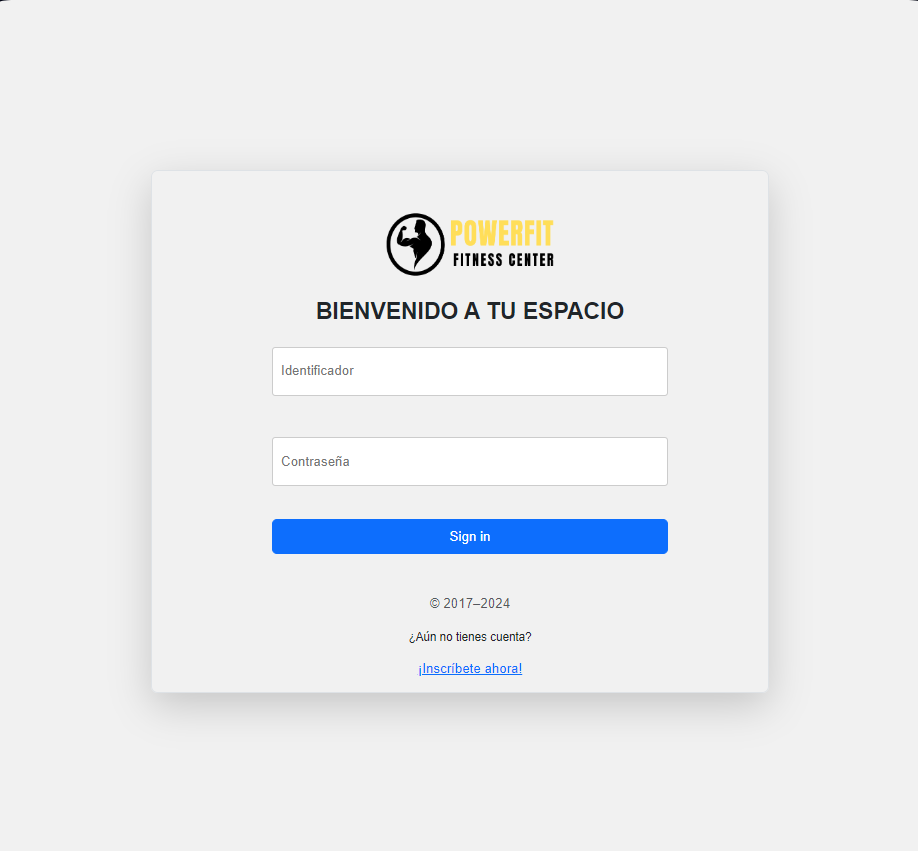 POWERFIT
FITNESS CENTER
BIENVENIDO A TU ESPACIO
Identificador
Contraseña
Sign in
© 2017–2024
¿Aún no tienes cuenta?
¡Inscríbete ahora!